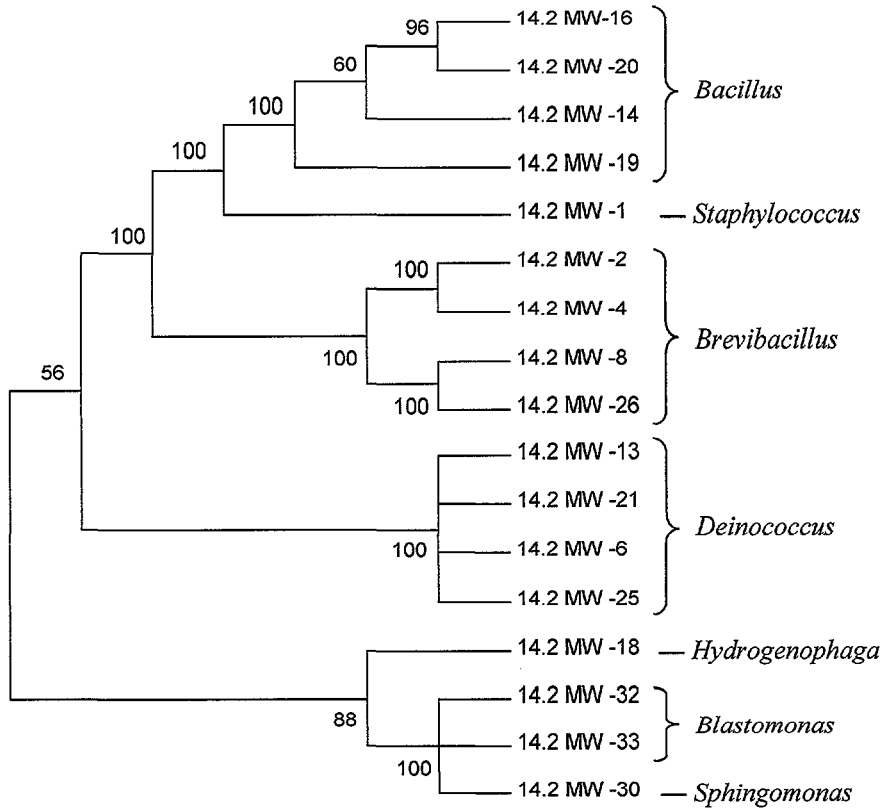 14.2 MW-16
96
14.2 MW -20
60
Bacillus
100
14.2 MW -14
100
14.2 MW -19
14.2 MW -1
Staphylococcus
100
14.2 MW -2
100
14.2 MW -4
Brevibacillus
100
14.2 MW -8
56
100
14.2 MW -26
14.2 MW -13
14.2 MW -21
Deinococcus
100
14.2 MW -6
14.2 MW -25
14.2 MW -18
Hydrogenophaga
14.2 MW -32
88
Blastomonas
14.2 MW -33
100
14.2 MW -30
Sphingomonas